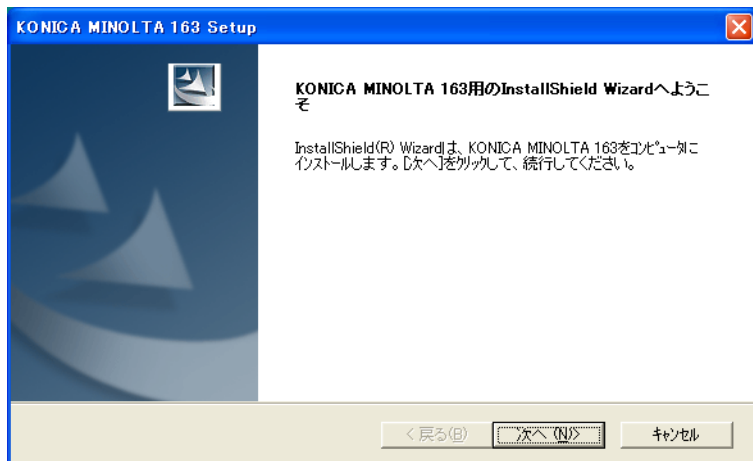 KONICA MINOLTA 163 Setup
KONICA MINOLTA 163用のInstallShield Wizardへようこ
そ
InstallShield(R) Wizardは、KONICA MINOLTA 163をコンピュータに
インストールします。[次へ]をクリックして、続行してください。
< 戻る(B)
次へ (N)>
キャンセル